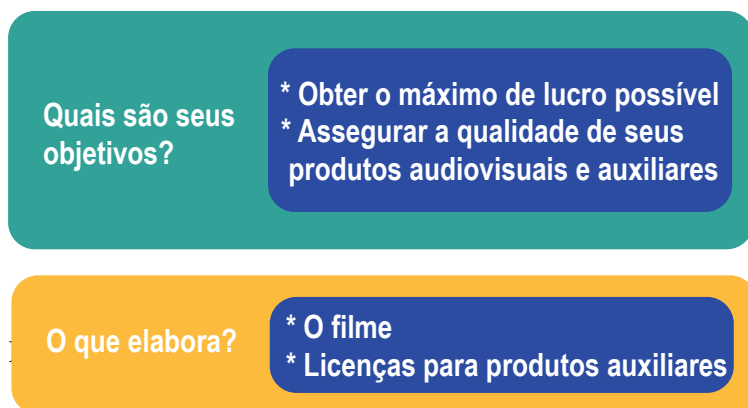 Quais são seus
objetivos?
* Obter o máximo de lucro possível
* Assegurar a qualidade de seus
produtos audiovisuais e auxiliares
O que elabora?
* O filme
* Licenças para produtos auxiliares